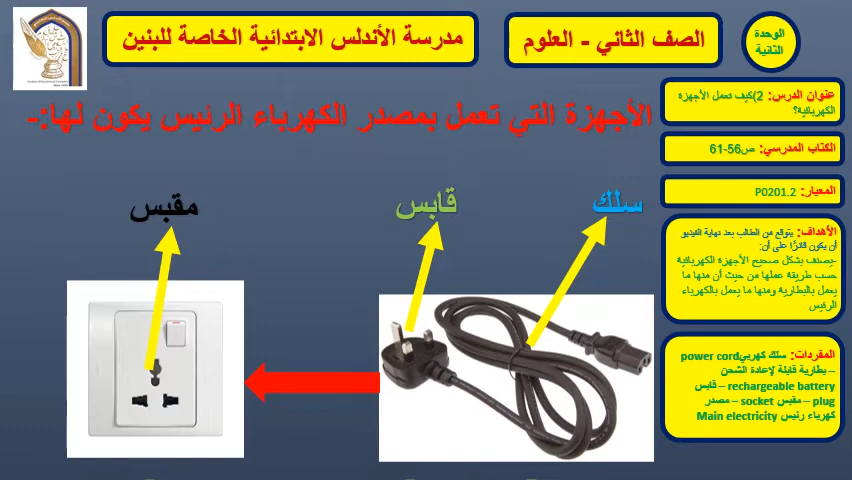 مدرسة الأندلس الابتدائية الخاصة للبنين
الصف الثاني - العلوم
الوحدة
الثانية
الأجهزة التي تعمل بمصدر الكهرباء الرئيس يكون لها:-
سلك
قابس
مقبس
عنوان الدرس: 2)كيف تعمل الأجهزة
الكهربائية؟
الكتاب المدرسي: ص56-61
المعيار: P0201.2
الأهداف: يتوقع من الطالب بعد نهاية الفيديو
أن يكون قادرًا على أن:
-يصنف بشكل صحيح الأجهزة الكهربائية
حسب طريقة عملها من حيث أن منها ما
يعمل بالبطارية ومنها ما يعمل بالكهرباء
الرئيس
المفردات: سلك كهربي power cord
– بطارية قابلة لإعادة الشحن
rechargeable battery – قابس
plug – مقبس socket – مصدر
كهرباء رئيس Main electricity